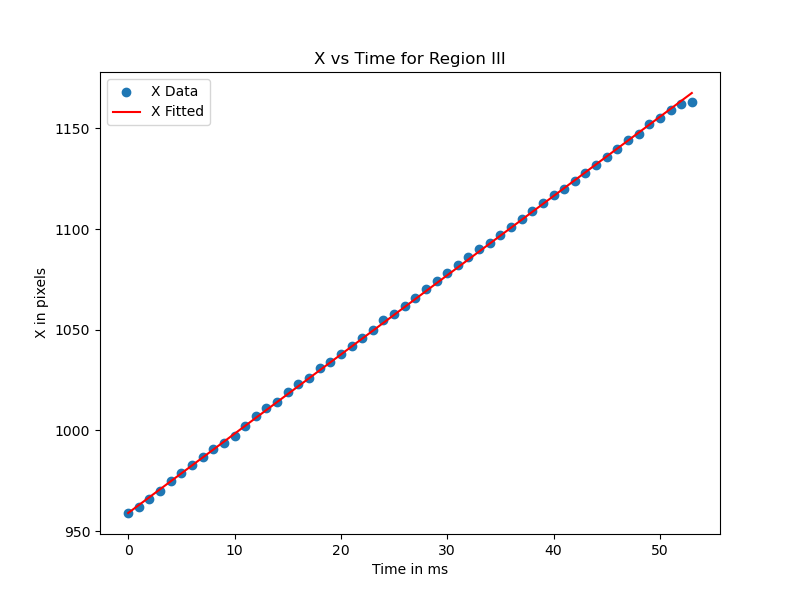 X vs Time for Region III
X Data
X Fitted
1150
1100
1050
1000
950
X in pixels
0 10 20 30 40 50
Time in ms